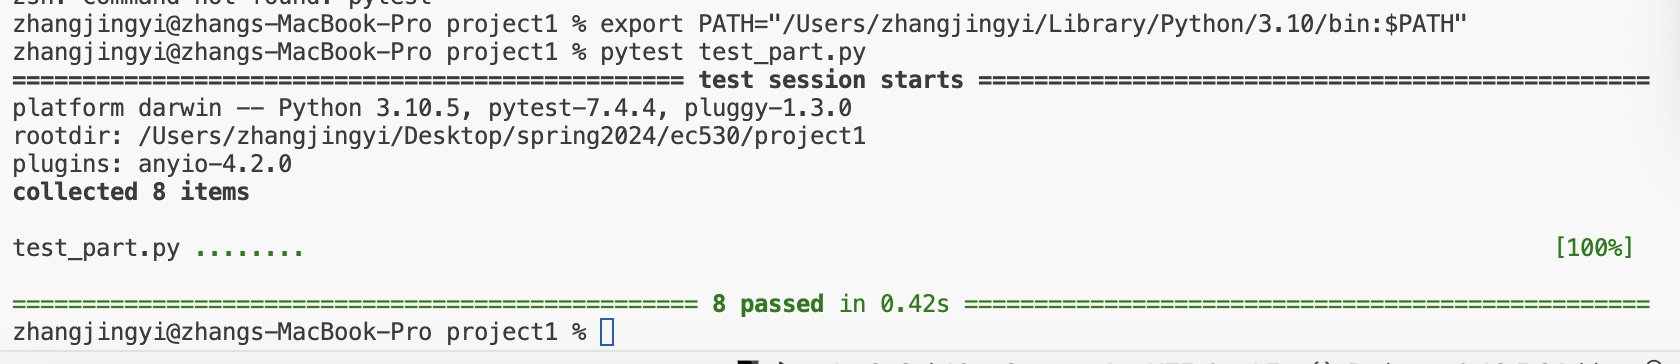 zsh: command not found: pytest
zhangjingyi@zhangs-MacBook-Pro project1 % export PATH="/Users/zhangjingyi/Library/Python/3.10/bin:$PATH"
zhangjingyi@zhangs-MacBook-Pro project1 % pytest test_part.py
================================================ test session starts ================================================
platform darwin -- Python 3.10.5, pytest-7.4.4, pluggy-1.3.0
rootdir: /Users/zhangjingyi/Desktop/spring2024/ec530/project1
plugins: anyio-4.2.0
collected 8 items
test_part.py ........ [100%]
================================================= 8 passed in 0.42s =================================================
zhangjingyi@zhangs-MacBook-Pro project1 %